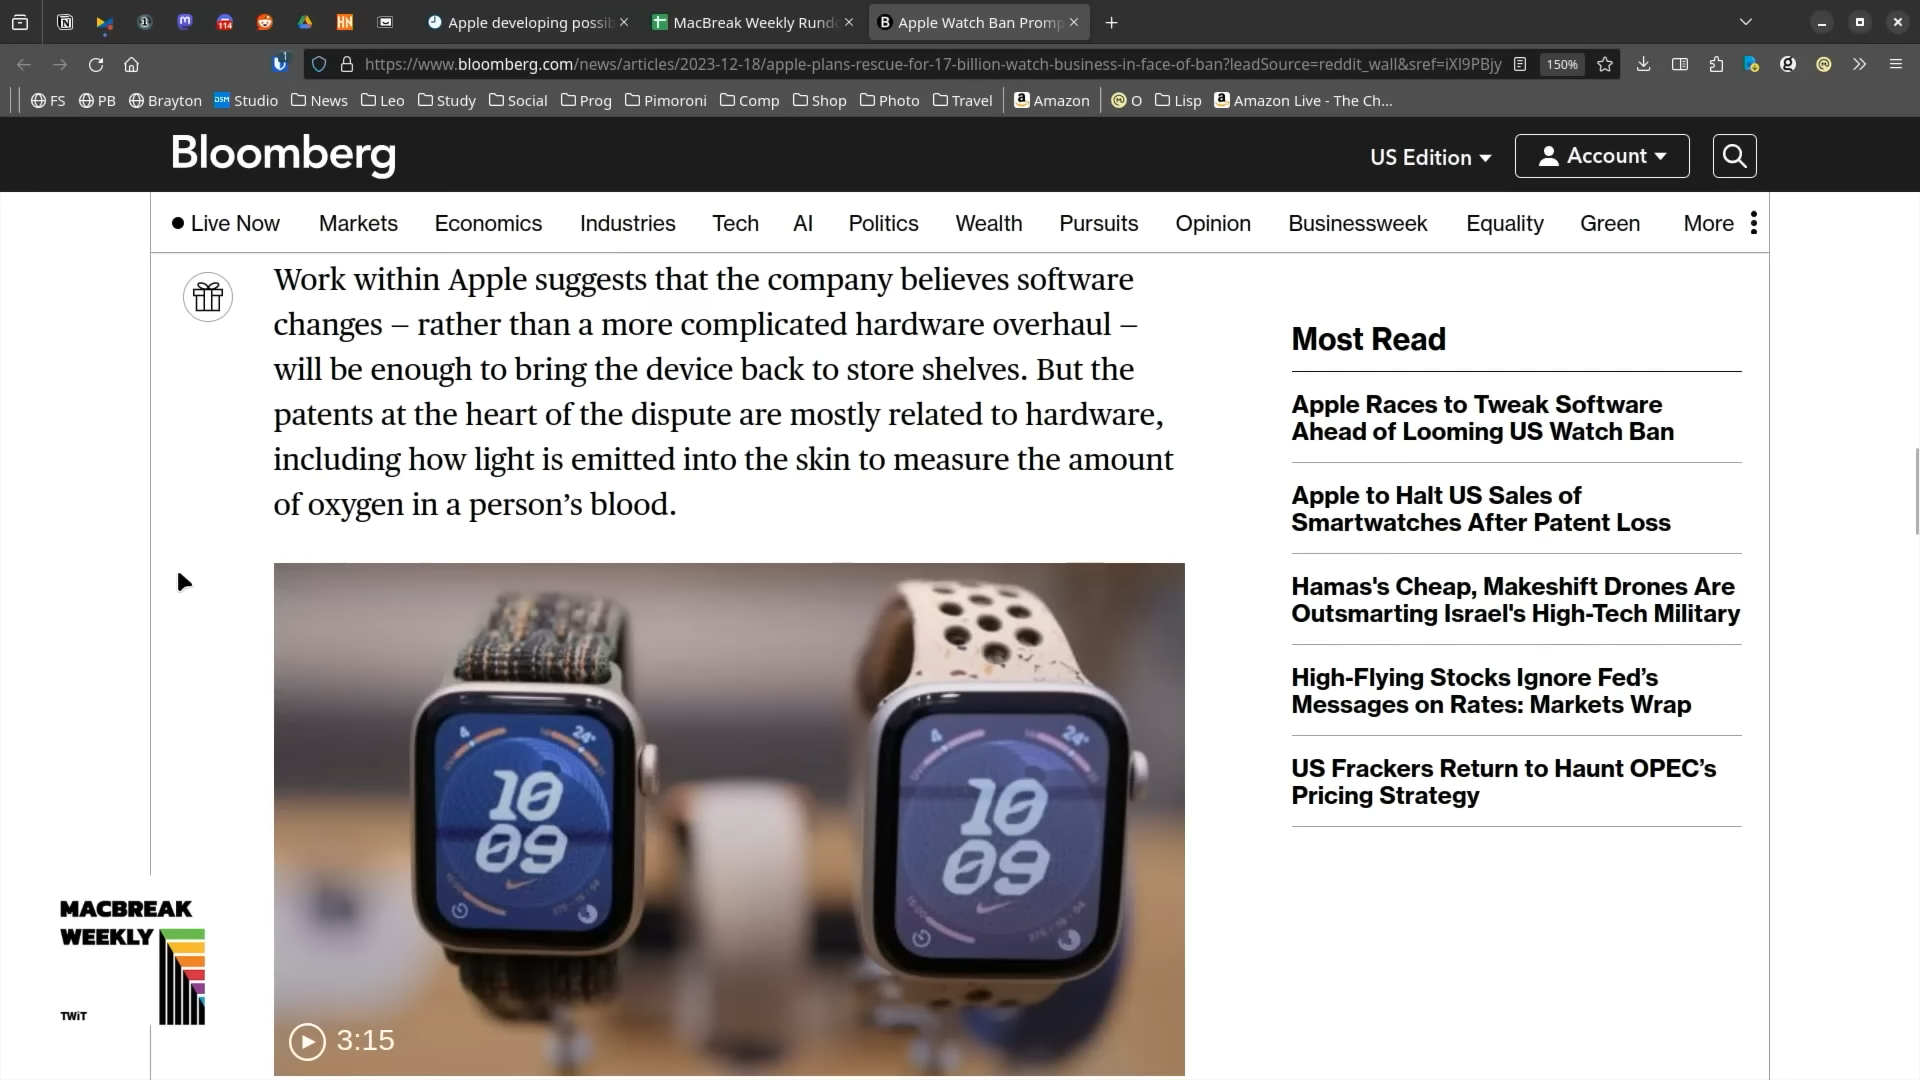 114
HN
Apple developing possib
MacBreak Weekly Rund
B
Apple Watch Ban Promp
1
https://www.bloomberg.com/news/articles/2023-12-18/apple-plans-rescue-for-17-billion-watch-business-in-face-of-ban?leadSource=reddit_wall&sref=iXI9PBjy
150%
FS PB Brayton DSM Studio News Leo Study Social Prog Pimoroni Comp Shop Photo Travel Amazon O Lisp Amazon Live - The Ch...
Bloomberg
US Edition
Account
Live Now Markets Economics Industries Tech AI Politics Wealth Pursuits Opinion Businessweek Equality Green More
Work within Apple suggests that the company believes software
changes – rather than a more complicated hardware overhaul –
will be enough to bring the device back to store shelves. But the
patents at the heart of the dispute are mostly related to hardware,
including how light is emitted into the skin to measure the amount
of oxygen in a person’s blood.
Most Read
Apple Races to Tweak Software
Ahead of Looming US Watch Ban
Apple to Halt US Sales of
Smartwatches After Patent Loss
Hamas's Cheap, Makeshift Drones Are
Outsmarting Israel's High-Tech Military
High-Flying Stocks Ignore Fed’s
Messages on Rates: Markets Wrap
US Frackers Return to Haunt OPEC’s
Pricing Strategy
4 24°
10
09
4 24°
10
09
3:15
MACBREAK
WEEKLY
TWiT